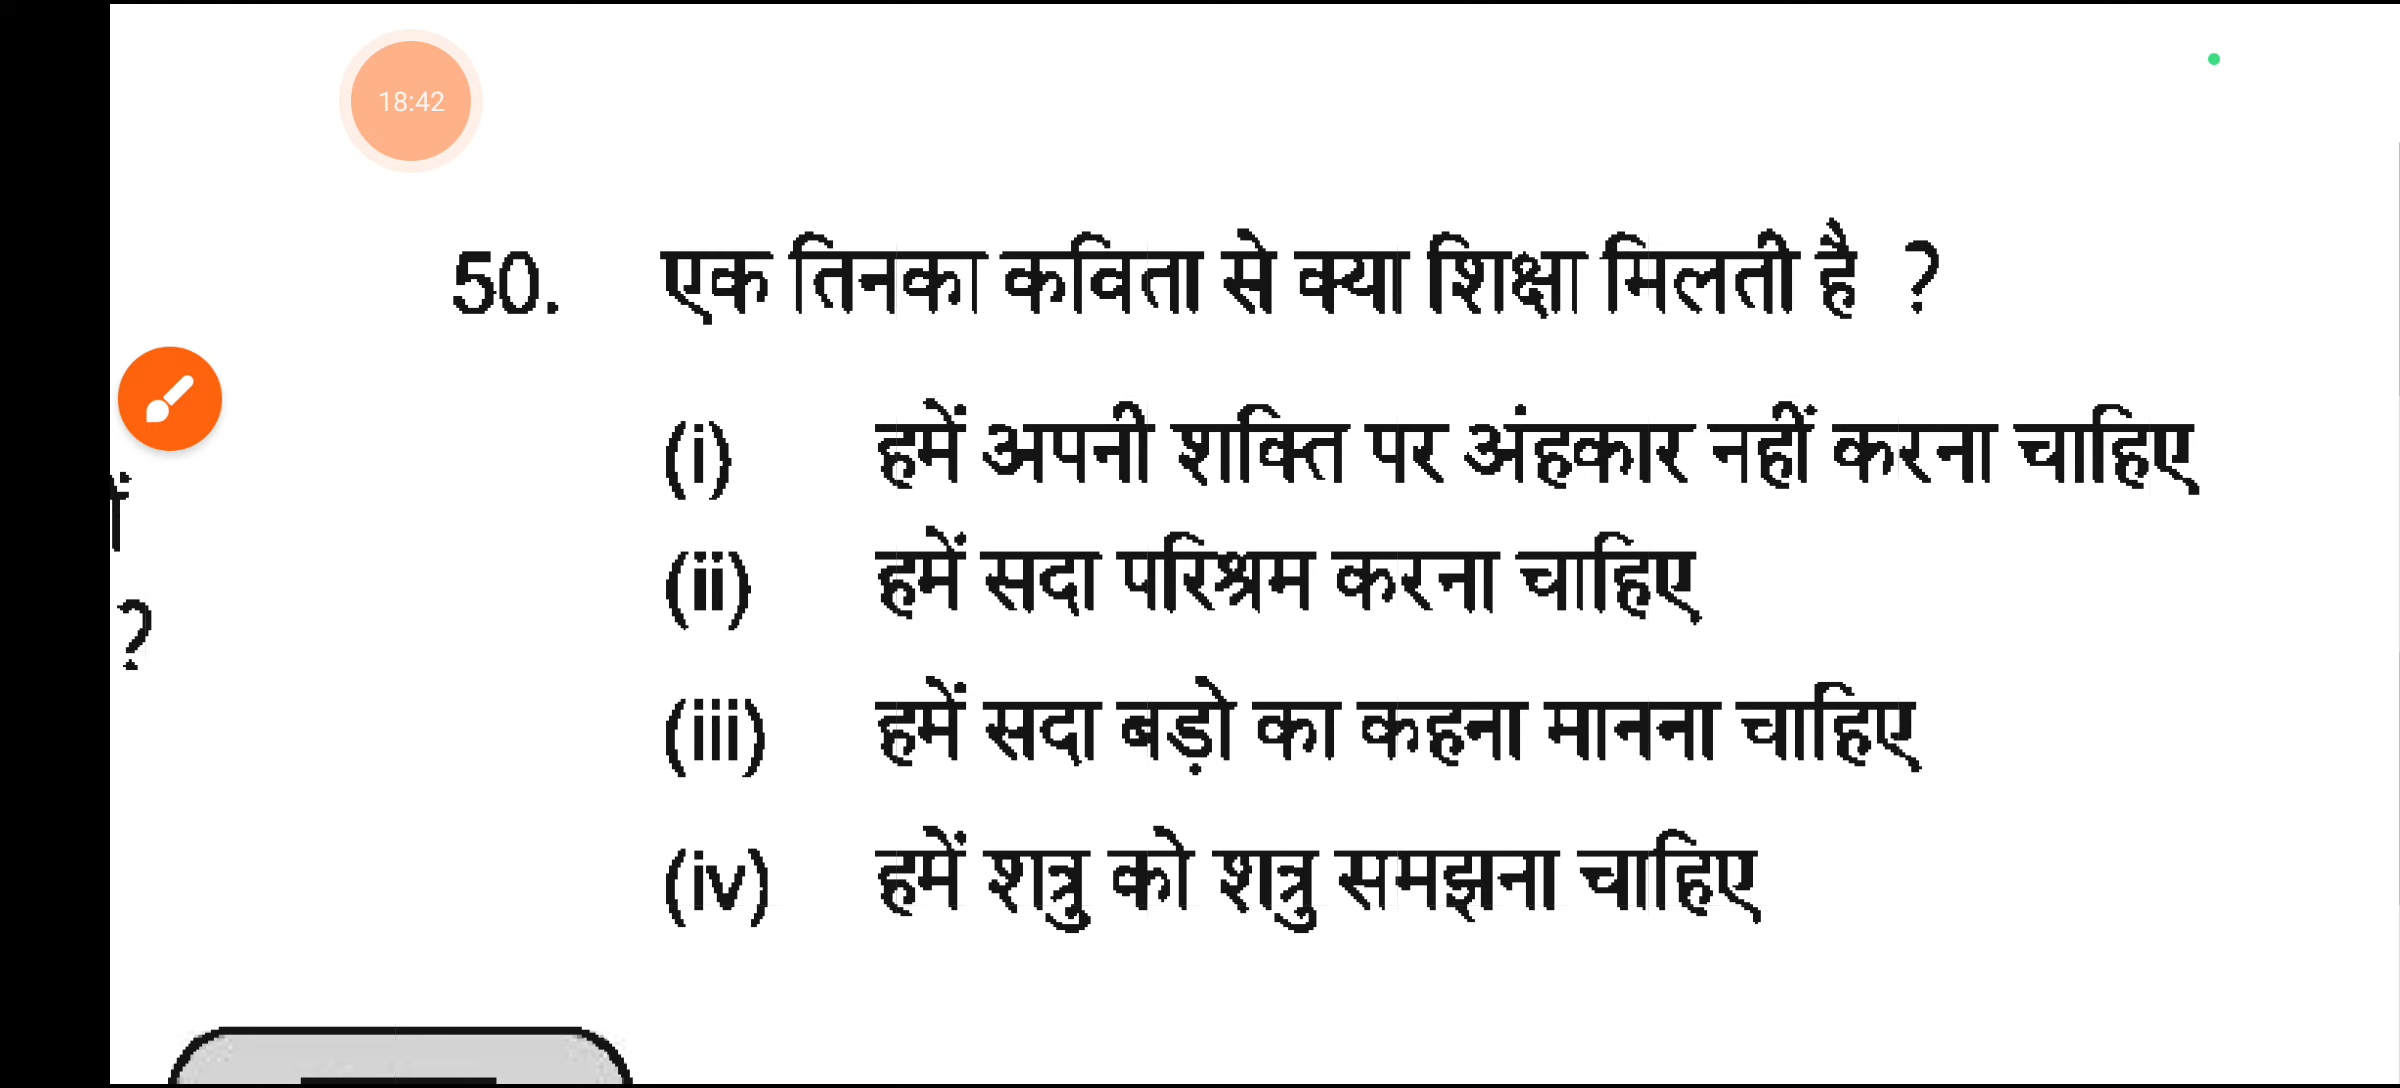 18:42
50. एक तिनका कविता से क्या शिक्षा मिलती है ?
(i) हमें अपनी शक्ति पर अंहकार नहीं करना चाहिए
(ii) हमें सदा परिश्रम करना चाहिए
?
(iii) हमें सदा बड़ो का कहना मानना चाहिए
(iv) हमें शत्रु को शत्रु समझना चाहिए